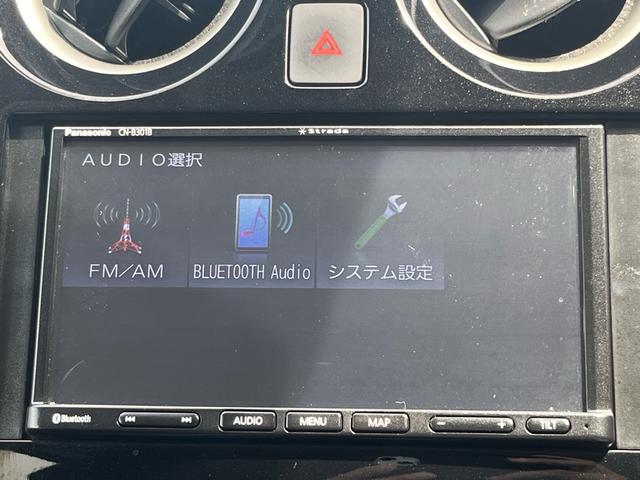 Panasonic CN-B301B Strada
AUDIO選択
FM/AM BLUETOOTH Audio システム設定
Bluetooth AUDIO MENU MAP - + TILT